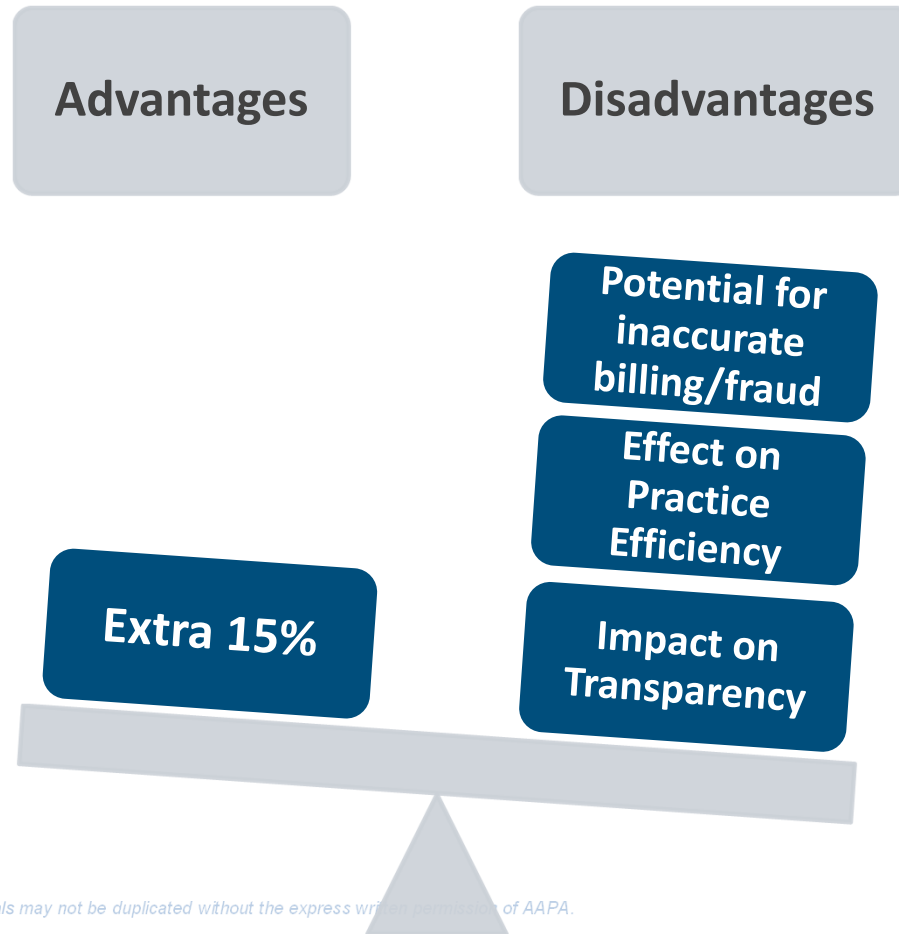 Advantages
Disadvantages
Potential for
inaccurate
billing/fraud
Effect on
Practice
Efficiency
Extra 15%
Impact on
Transparency
may not be duplicated without the express written permission of AAPA.